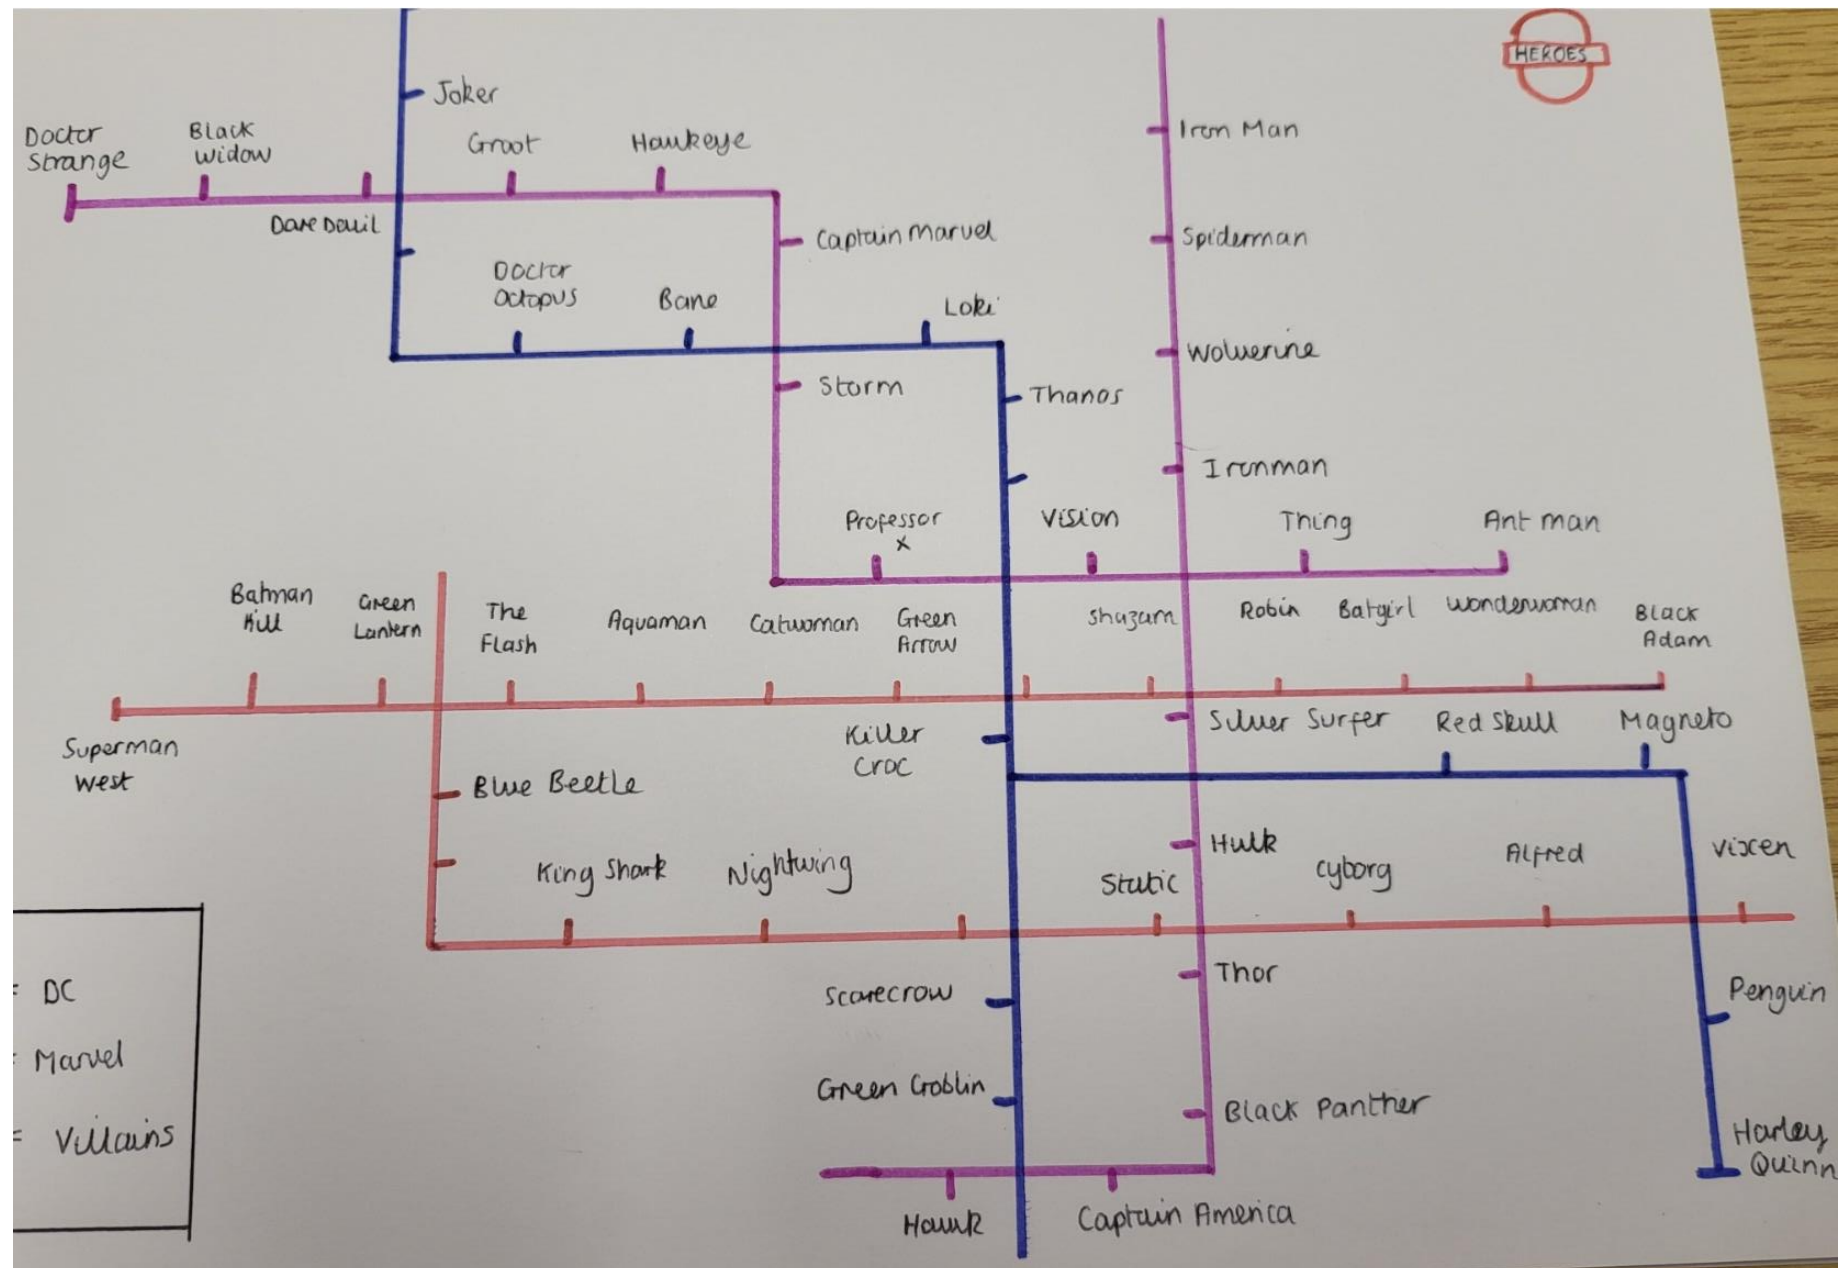 HEROES
Joker
Iron Man
Doctor
Strange
Black
Widow
Groot
Hawkeye
Dare Devil
Captain Marvel
Spiderman
Doctor
Octopus
Bane
Loki
Wolverine
Storm
Thanos
Ironman
Professor
X
Vision
Thing
Ant man
Batman
Hill
Green
Lantern
The
Flash
Aquaman
Catwoman
Green
Arrow
Shazam
Robin
Batgirl
Wonderwoman
Black
Adam
Superman
West
Killer
Croc
Silver Surfer
Red Skull
Magneto
Blue Beetle
Hulk
King Shark
Nightwing
Static
Cyborg
Alfred
Vixen
= DC
Scarecrow
Thor
Penguin
= Marvel
Green Goblin
Black Panther
= Villains
Harley
Quinn
Hawk
Captain America